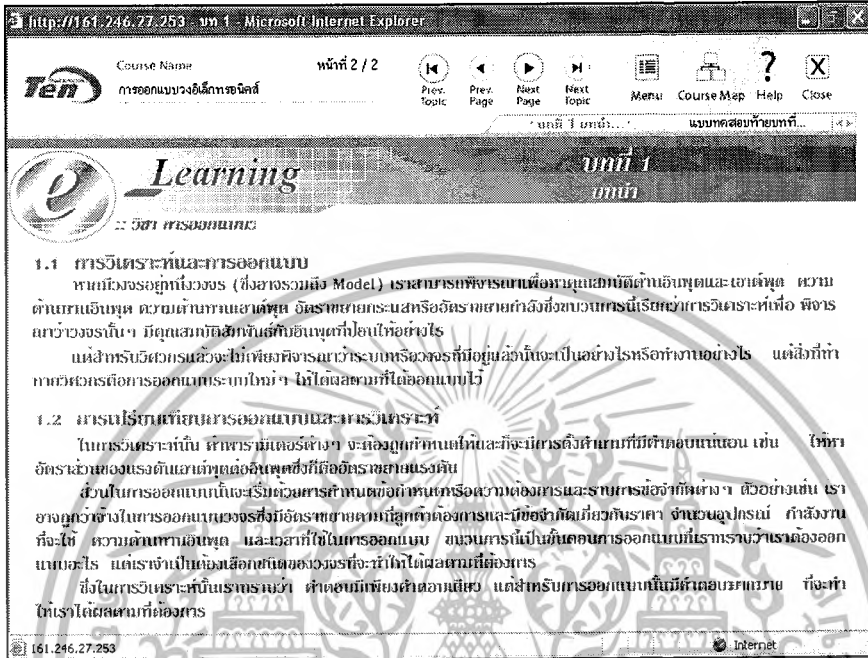 http://161.246.27.253 บท 1 - Microsoft Internet Explorer
Ten
Course Name
การออกแบบวงอิเล็กทรอนิคส์
หน้าที่ 2 / 2
Prev. Topic
Prev. Page
Next Page
Next Topic
Menu
Course Map
Help
Close
บทที่ 1 บทนำ...
แบบทดสอบท้ายบทที่...
e Learning
บทที่ 1
บทนำ
:: วิชา การออกแบบ
1.1 การวิเคราะห์และการออกแบบ
หากมีวงจรอยู่หนึ่งวงจร (ซึ่งอาจรวมถึง Model) เราสามารถพิจารณาเพื่อหาคุณสมบัติด้านอินพุตและเอาต์พุต ความ
ต้านทานอินพุต ความต้านทานเอาต์พุต อัตราขยายกระแสหรืออัตราขยายกำลังซึ่งขบวนการนี้เรียกว่าการวิเคราะห์เพื่อ พิจาร
ณาว่าวงจรนั้น ๆ มีคุณสมบัติสัมพันธ์กับอินพุตที่ป้อนให้อย่างไร
แต่สำหรับวิศวกรแล้วจะไม่เพียงพิจารณาว่าระบบหรือวงจรที่มีอยู่แล้วนั้นจะเป็นอย่างไรหรือทำงานอย่างไร แต่สิ่งที่ท้า
ทายวิศวกรคือการออกแบบระบบใหม่ ๆ ให้ได้ผลตามที่ได้ออกแบบไว้
1.2 การเปรียบเทียบการออกแบบและการวิเคราะห์
ในการวิเคราะห์นั้น ค่าพารามิเตอร์ต่าง ๆ จะต้องถูกกำหนดให้และก็จะมีการตั้งคำถามที่มีคำตอบแน่นอน เช่น ให้หา
อัตราส่วนของแรงดันเอาต์พุตต่ออินพุตซึ่งก็คืออัตราขยายแรงดัน
ส่วนในการออกแบบนั้นจะเริ่มด้วยการกำหนดข้อกำหนดหรือความต้องการและรายการข้อจำกัดต่าง ๆ ตัวอย่างเช่น เรา
อาจถูกว่าจ้างในการออกแบบวงจรซึ่งมีอัตราขยายตามที่ลูกค้าต้องการและมีข้อจำกัดเกี่ยวกับราคา จำนวนอุปกรณ์ กำลังงาน
ที่จะใช้ ความต้านทานอินพุต และเวลาที่ใช้ในการออกแบบ ขบวนการนี้เป็นขั้นตอนการออกแบบที่เราทราบว่าเราต้องออก
แบบอะไร แต่เราจำเป็นต้องเลือกชนิดของวงจรที่จะทำให้ได้ผลตามที่ต้องการ
ซึ่งในการวิเคราะห์นั้นเราทราบว่า คำตอบมีเพียงคำตอบเดียว แต่สำหรับการออกแบบนั้นมีคำตอบมากมาย ที่จะทำ
ให้เราได้ผลตามที่ต้องการ
161.246.27.253
Internet